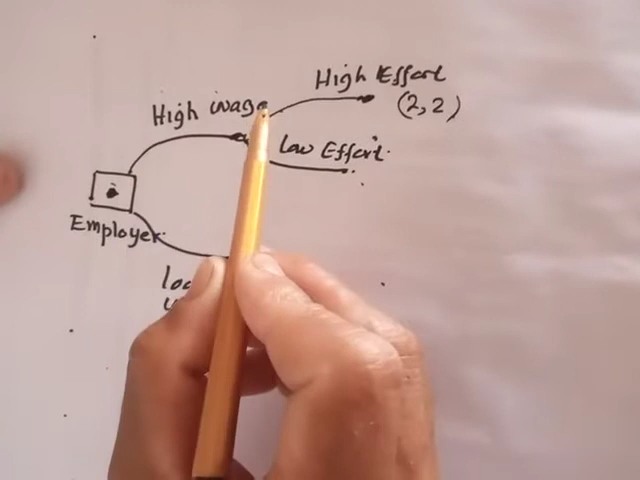 High Effort
(2, 2)
High wage
Low Effort.
Employer